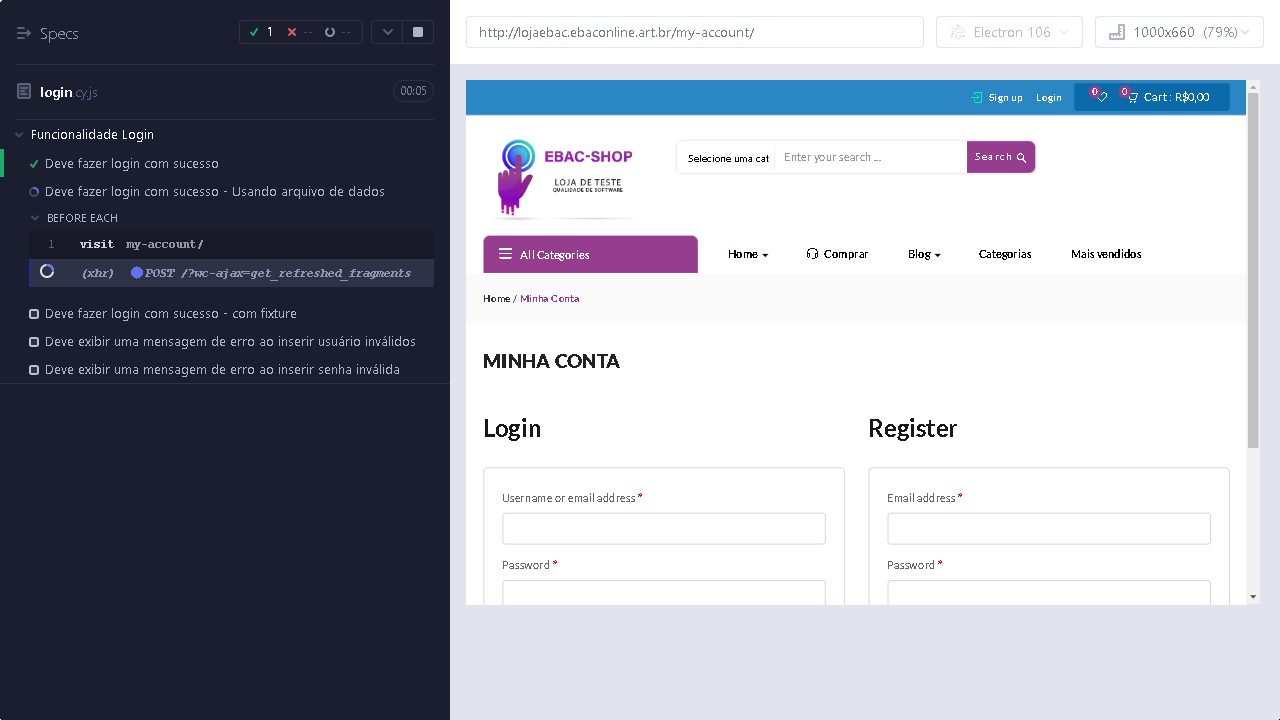 Specs
1
--
--
login cy.js
00:05
Funcionalidade Login
Deve fazer login com sucesso
Deve fazer login com sucesso - Usando arquivo de dados
BEFORE EACH
1 visit my-account/
(xhr) POST /?wc-ajax=get_refreshed_fragments
Deve fazer login com sucesso - com fixture
Deve exibir uma mensagem de erro ao inserir usuário inválidos
Deve exibir uma mensagem de erro ao inserir senha inválida
http://lojaebac.ebaconline.art.br/my-account/
Electron 106
1000x660 (79%)
Sign up
Login
0
0
Cart : R$0,00
EBAC-SHOP
LOJA DE TESTE
QUALIDADE DE SOFTWARE
Selecione uma cat
Enter your search ...
Search
All Categories
Home
Comprar
Blog
Categorias
Mais vendidos
Home / Minha Conta
MINHA CONTA
Login
Username or email address *
Password *
Register
Email address *
Password *